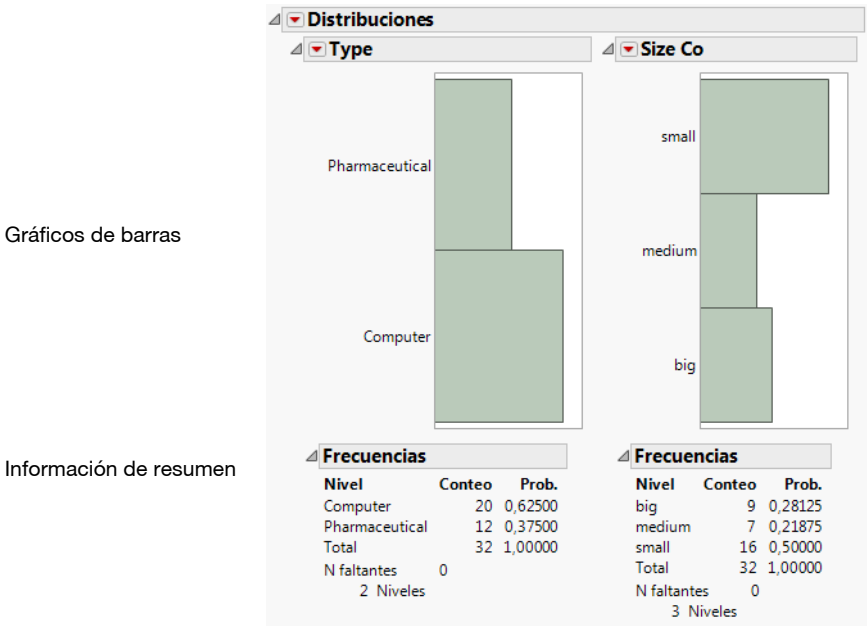 Distribuciones
Type
Pharmaceutical
Computer
Size Co
small
medium
big
Gráficos de barras
Información de resumen
Frecuencias
Nivel Conteo Prob.
Computer 20 0,62500
Pharmaceutical 12 0,37500
Total 32 1,00000
N faltantes 0
2 Niveles
Frecuencias
Nivel Conteo Prob.
big 9 0,28125
medium 7 0,21875
small 16 0,50000
Total 32 1,00000
N faltantes 0
3 Niveles